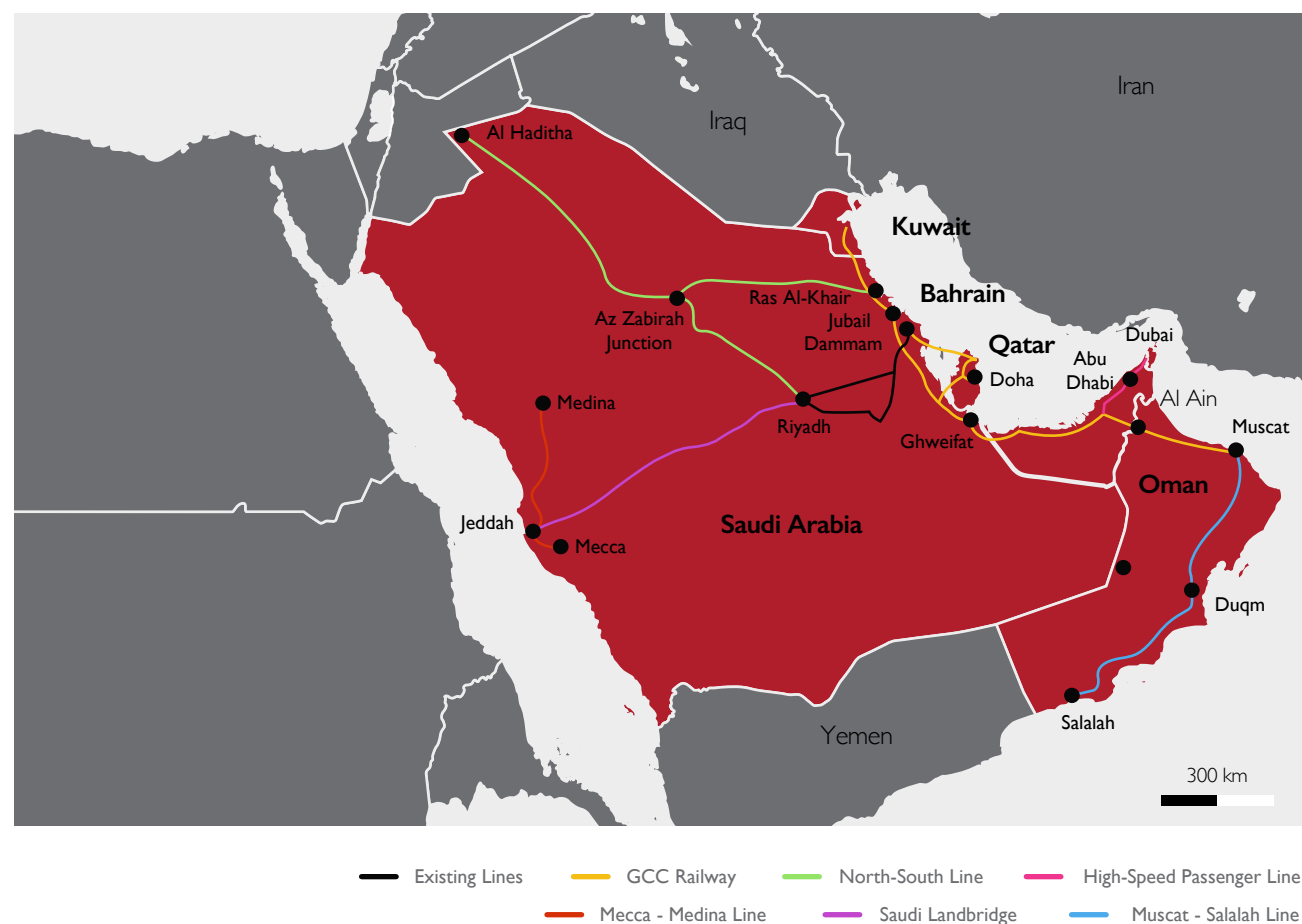 Iran
Iraq
Al Haditha
Kuwait
Bahrain
Ras Al-Khair
Jubail
Dammam
Az Zabirah
Junction
Qatar
Dubai
Abu
Dhabi
Doha
Al Ain
Medina
Riyadh
Ghweifat
Muscat
Oman
Saudi Arabia
Jeddah
Mecca
Duqm
Salalah
Yemen
300 km
Existing Lines
GCC Railway
North-South Line
High-Speed Passenger Line
Mecca - Medina Line
Saudi Landbridge
Muscat - Salalah Line